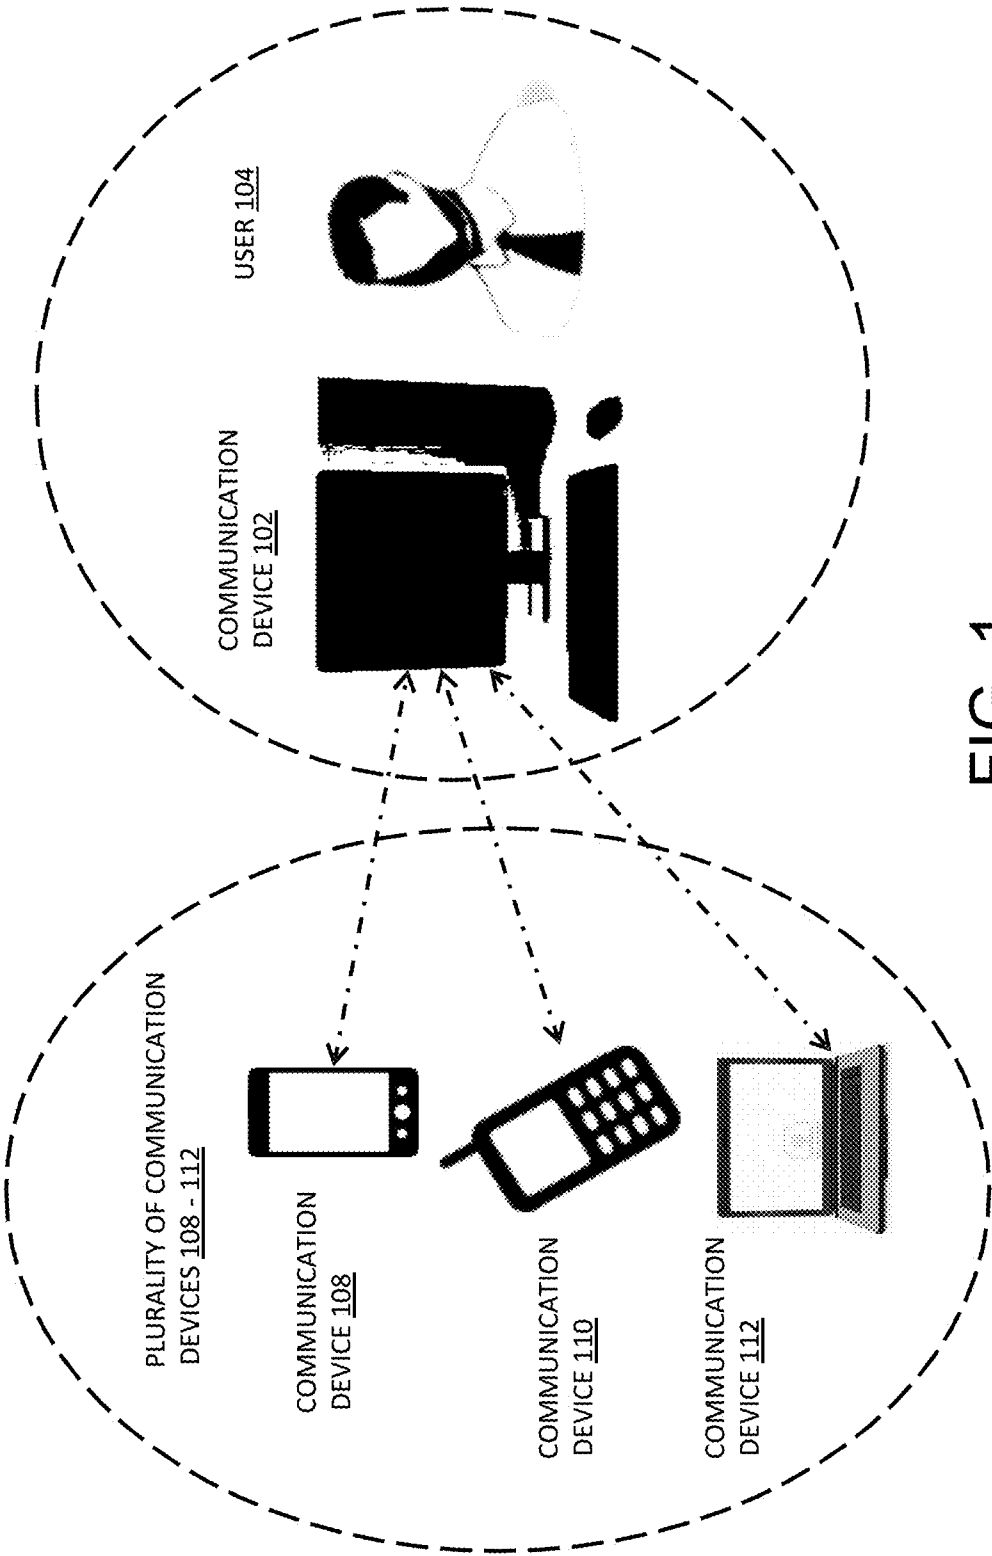 PLURALITY OF COMMUNICATION
DEVICES 108 - 112
COMMUNICATION
DEVICE 108
COMMUNICATION
DEVICE 110
COMMUNICATION
DEVICE 112
COMMUNICATION
DEVICE 102
USER 104
FIG. 1